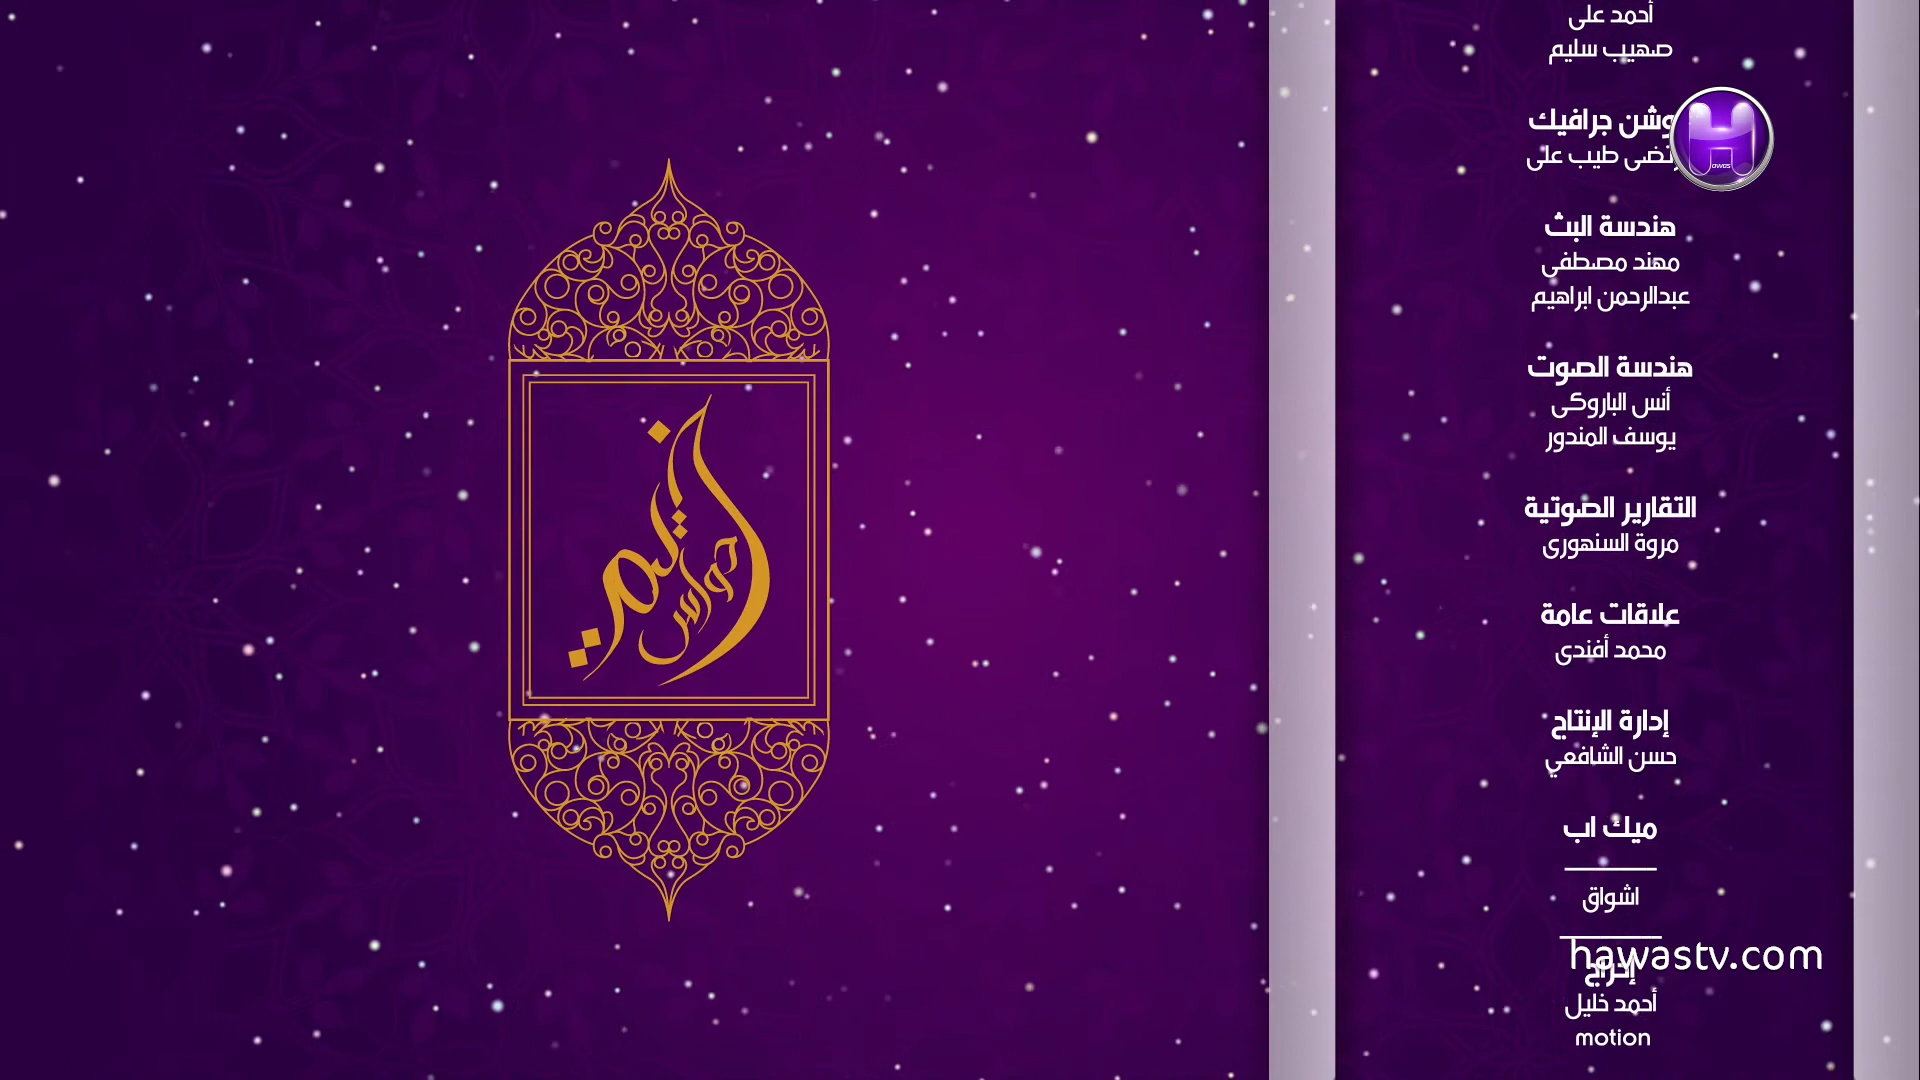 أحمد على
صهيب سليم
جرافيك
طيب على
هندسة البث
مهند مصطفى
عبدالرحمن ابراهيم
هندسة الصوت
أنس الباروكى
يوسف المندور
التقارير الصوتية
مروة السنهورى
علاقات عامة
محمد أفندى
إدارة الإنتاج
حسن الشافعي
ميك اب
اشواق
hawastv.com
إخراج
أحمد خليل
motion
حواس